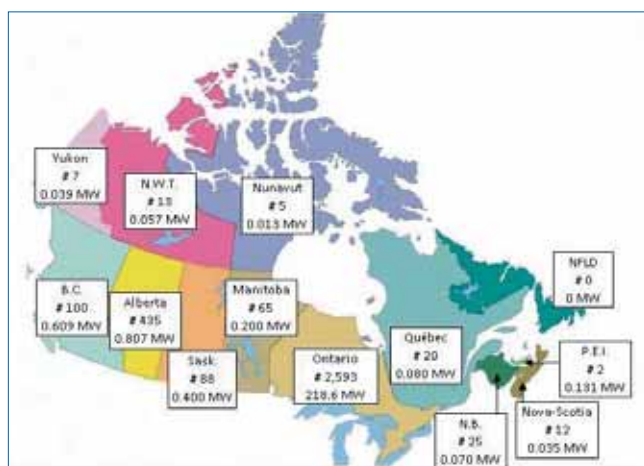 Yukon
# 7
0.039 MW
N.W.T.
# 13
0.057 MW
Nunavut
# 5
0.013 MW
B.C
# 100
0.609 MW
Alberta
# 435
0.807 MW
Sask.
# 88
0.400 MW
Manitoba
# 65
0.200 MW
Ontario
# 2,593
218.6 MW
Québec
# 20
0.080 MW
NFLD
# 0
0 MW
P.E.I.
# 2
0.131 MW
Nova-Scotia
# 12
0.035 MW
N.B.
# 25
0.070 MW